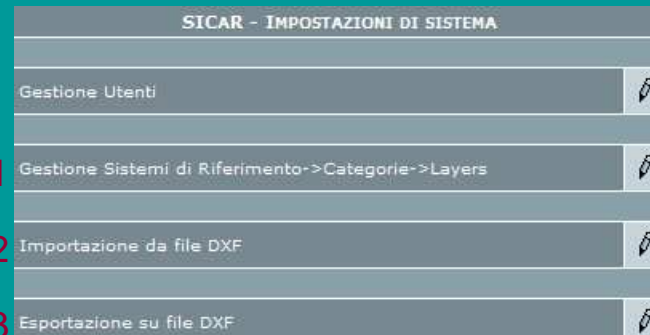 SICAR - IMPOSTAZIONI DI SISTEMA
Gestione Utenti
1 Gestione Sistemi di Riferimento->Categorie->Layers
2 Importazione da file DXF
3 Esportazione su file DXF